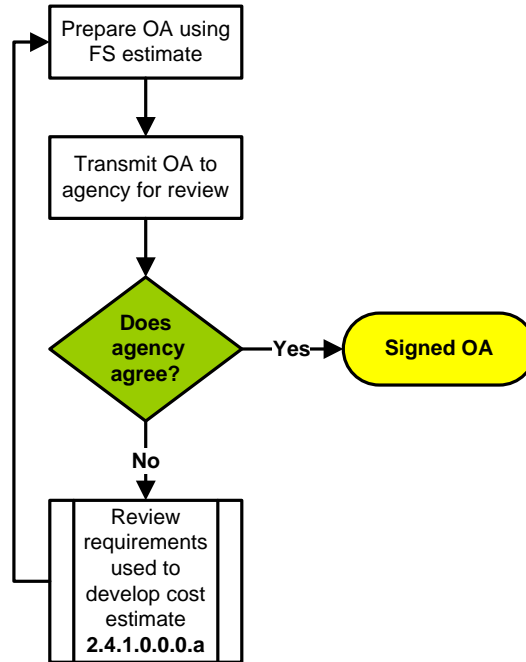 Prepare OA using
FS estimate
Transmit OA to
agency for review
Does
agency
agree?
Yes
Signed OA
No
Review
requirements
used to
develop cost
estimate
2.4.1.0.0.0.a